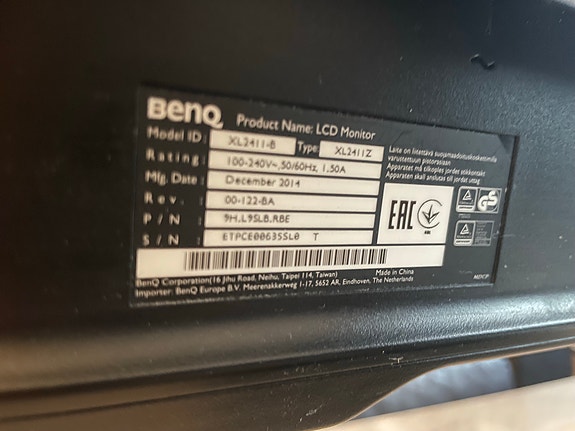 BenQ Product Name: LCD Monitor
Model ID: XL2411-B Type: XL2411Z
Rating: 100-240V~,50/60Hz, 1.50A
Mfg. Date: December 2014
Rev. 00-122-BA
P / N : 9H.L9SLB.RBE
S / N : ETPCE00635SL0 T
Laite on liitettävä suojamaadoituskoskettimilla
varustettuun pistorasiaan
Apparatet må tilkoples jordet stikkontakt
Apparaten skall anslutas till jordat uttag
EAC
GS
BenQ Corporation(16 Jihu Road, Neihu, Taipei 114, Taiwan) Made in China
Importer: BenQ Europe B.V. Meerenakkerweg 1-17, 5652 AR, Eindhoven, The Netherlands